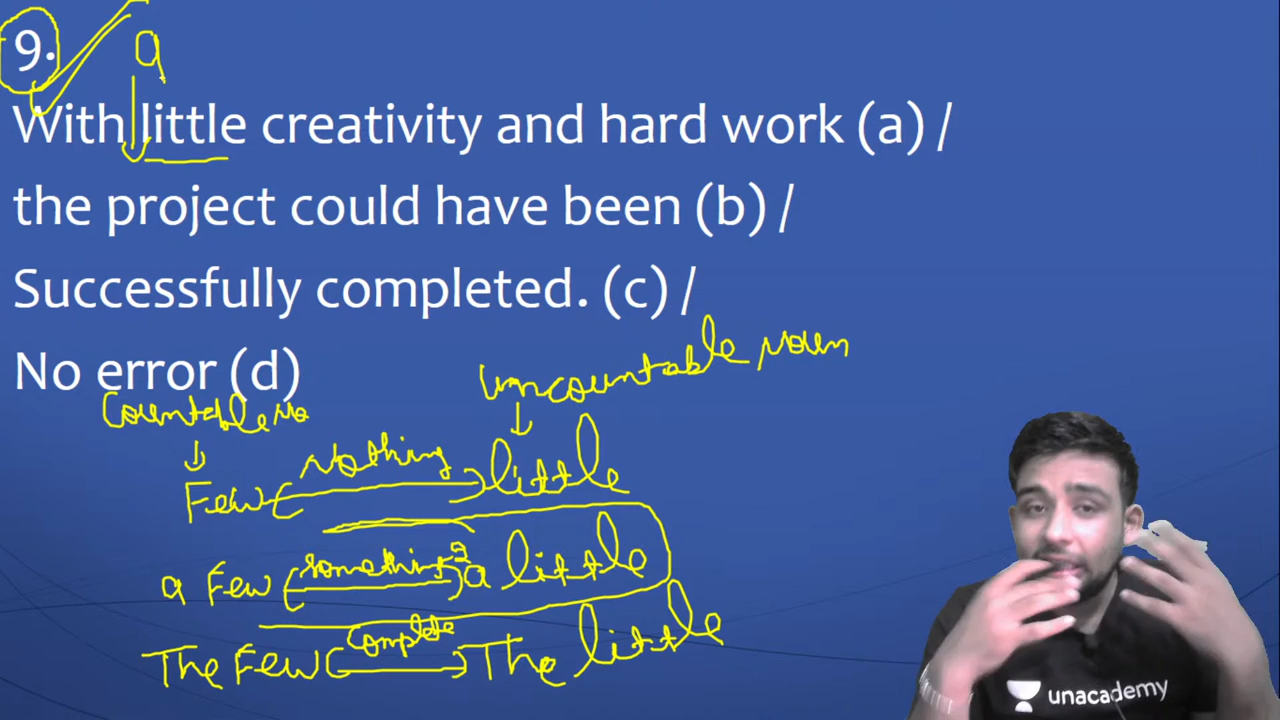 9.
a
With little creativity and hard work (a) /
the project could have been (b) /
Successfully completed. (c) /
No error (d)
uncountable noun
Countable no
Few Nothing little
a Few something a little
The Few Complete The little
unacademy